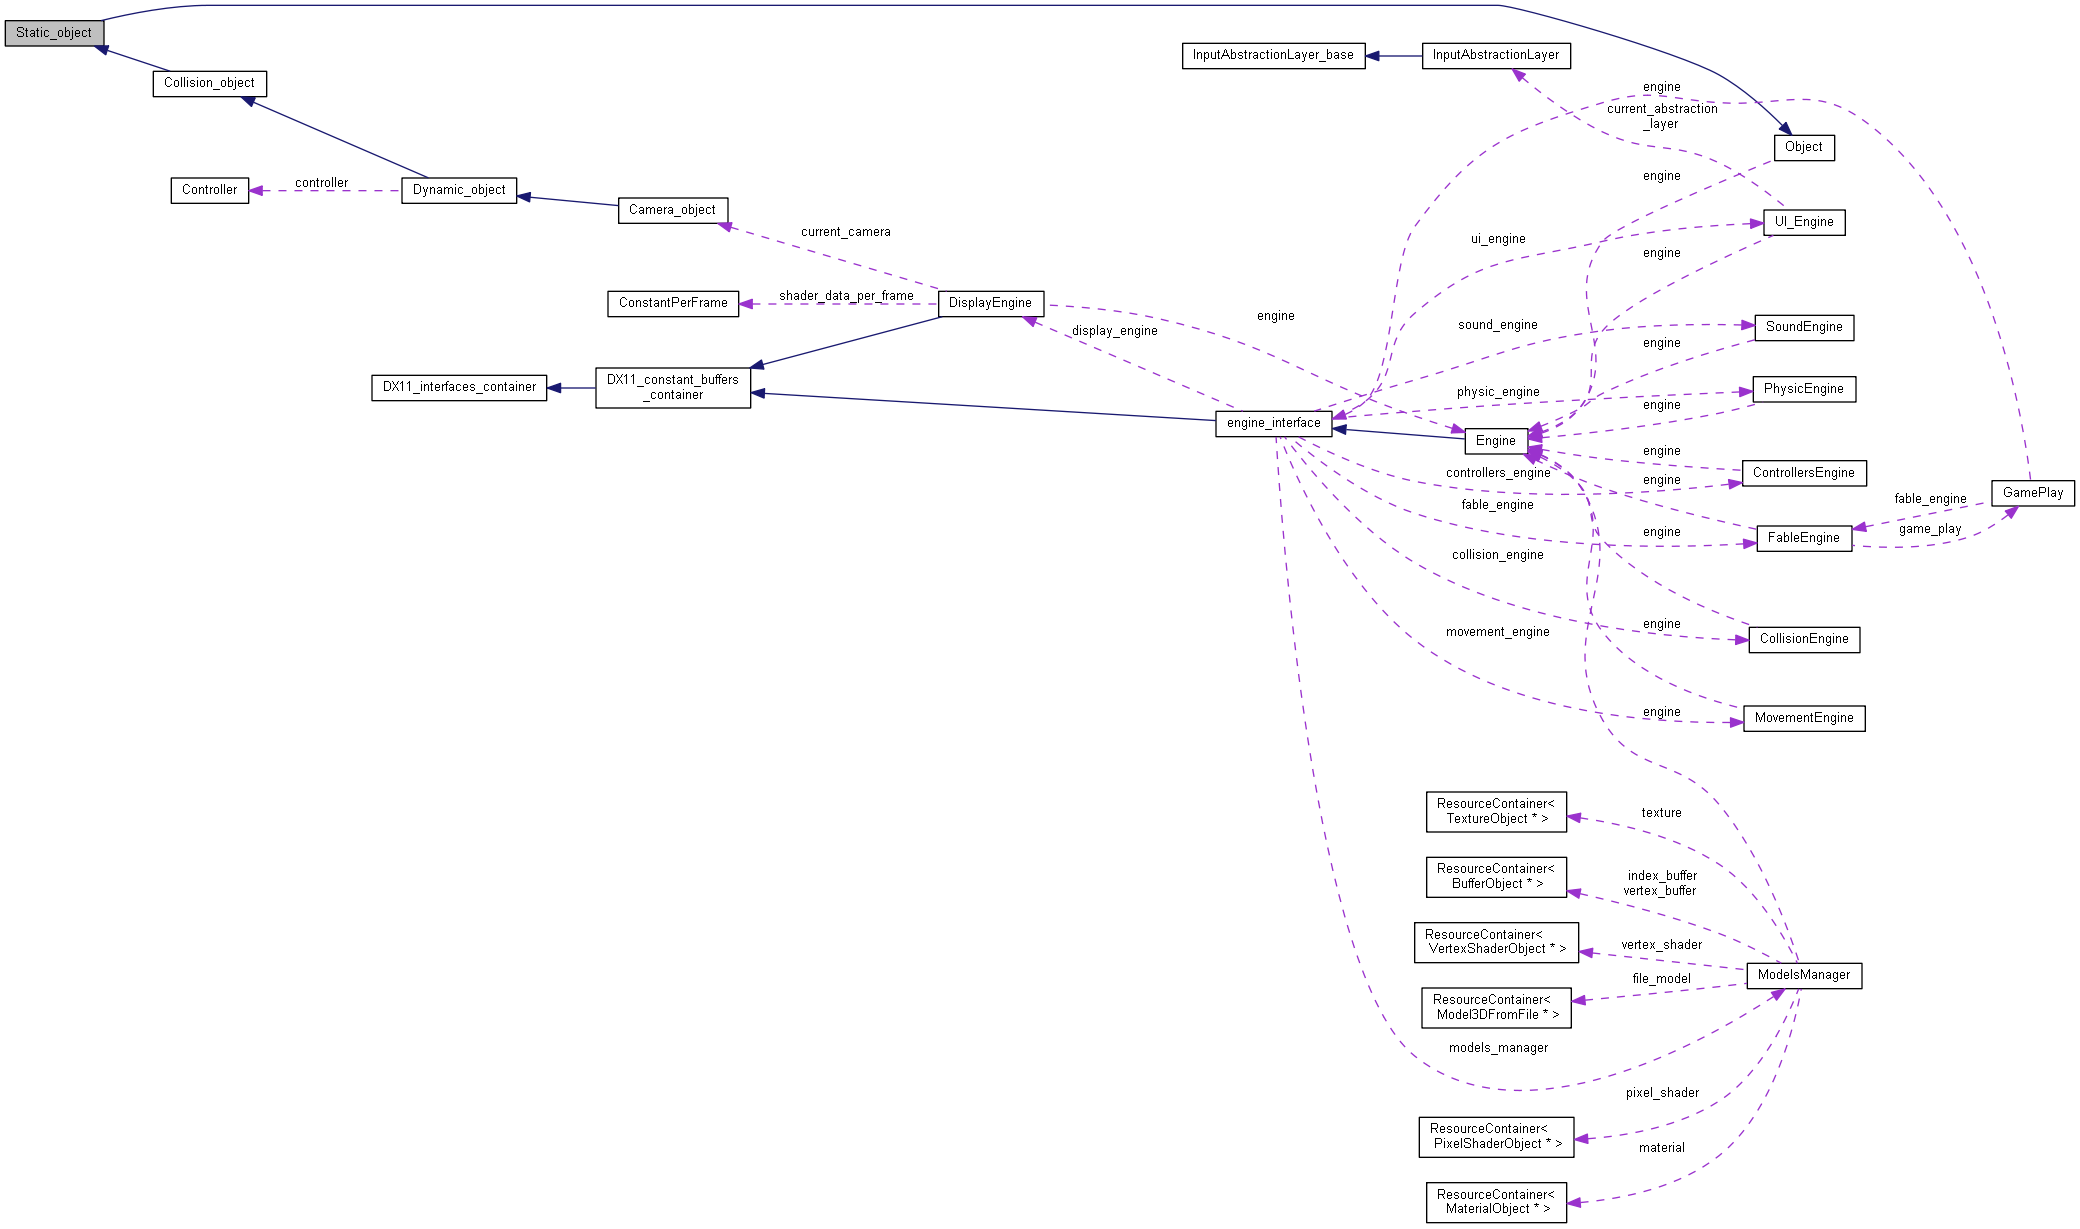 Static_object
Collision_object
Controller
controller
Dynamic_object
Camera_object
current_camera
ConstantPerFrame
shader_data_per_frame
DisplayEngine
DX11_interfaces_container
DX11_constant_buffers
_container
display_engine
engine
engine_interface
InputAbstractionLayer_base
InputAbstractionLayer
engine
current_abstraction
_layer
Object
engine
UI_Engine
ui_engine
engine
sound_engine
SoundEngine
engine
physic_engine
PhysicEngine
engine
Engine
engine
controllers_engine
ControllersEngine
engine
fable_engine
FableEngine
engine
fable_engine
game_play
GamePlay
collision_engine
CollisionEngine
engine
movement_engine
MovementEngine
engine
ResourceContainer<
TextureObject * >
texture
ResourceContainer<
BufferObject * >
index_buffer
vertex_buffer
ResourceContainer<
VertexShaderObject * >
vertex_shader
ModelsManager
file_model
ResourceContainer<
Model3DFromFile * >
models_manager
pixel_shader
ResourceContainer<
PixelShaderObject * >
material
ResourceContainer<
MaterialObject * >